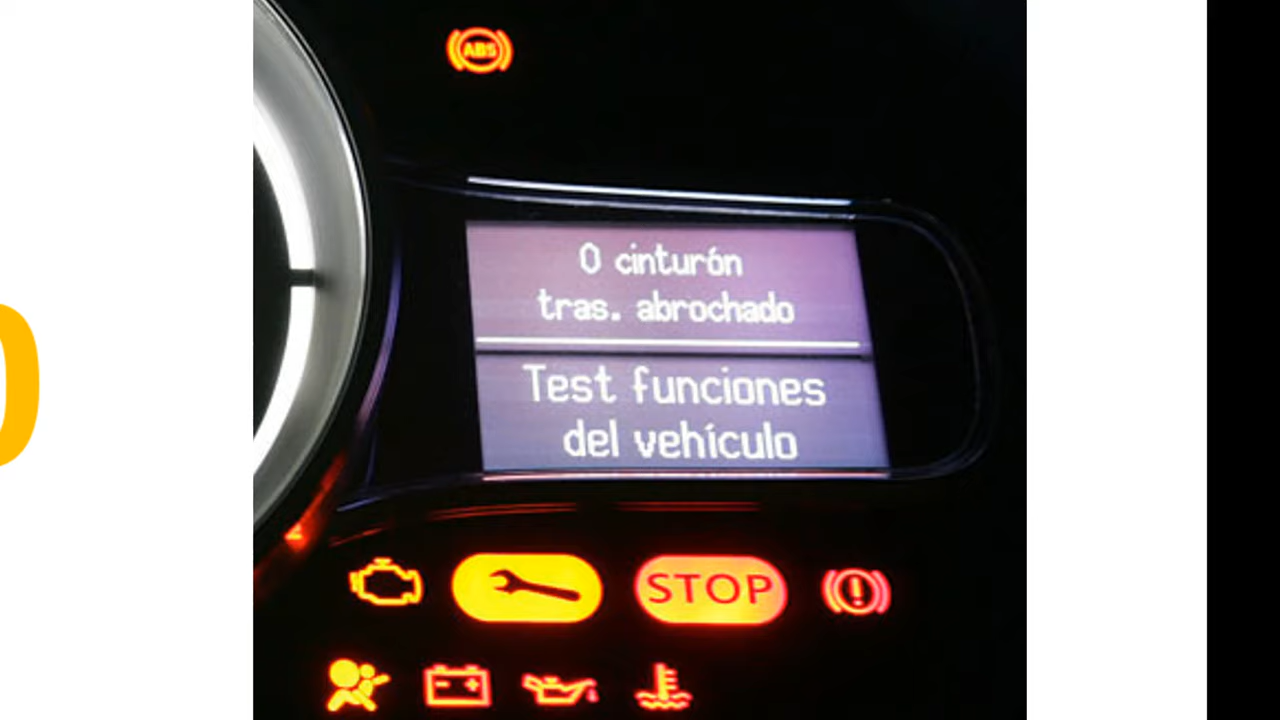 ABS
0 cinturón
tras. abrochado
Test funciones
del vehículo
STOP